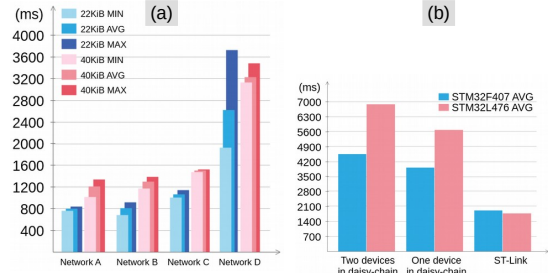 (ms)
(a)
22KiB MIN
22KiB AVG
22KiB MAX
40KiB MIN
40KiB AVG
40KiB MAX
4000
3600
3200
2800
2400
2000
1600
1200
800
400
Network A
Network B
Network C
Network D
(b)
(ms)
STM32F407 AVG
STM32L476 AVG
7000
6300
5600
4900
4200
3500
2800
2100
1400
700
Two devices
in daisy-chain
One device
in daisy-chain
ST-Link